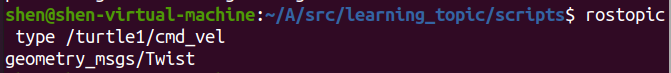 shen@shen-virtual-machine:~/A/src/learning_topic/scripts$ rostopic
 type /turtle1/cmd_vel
geometry_msgs/Twist